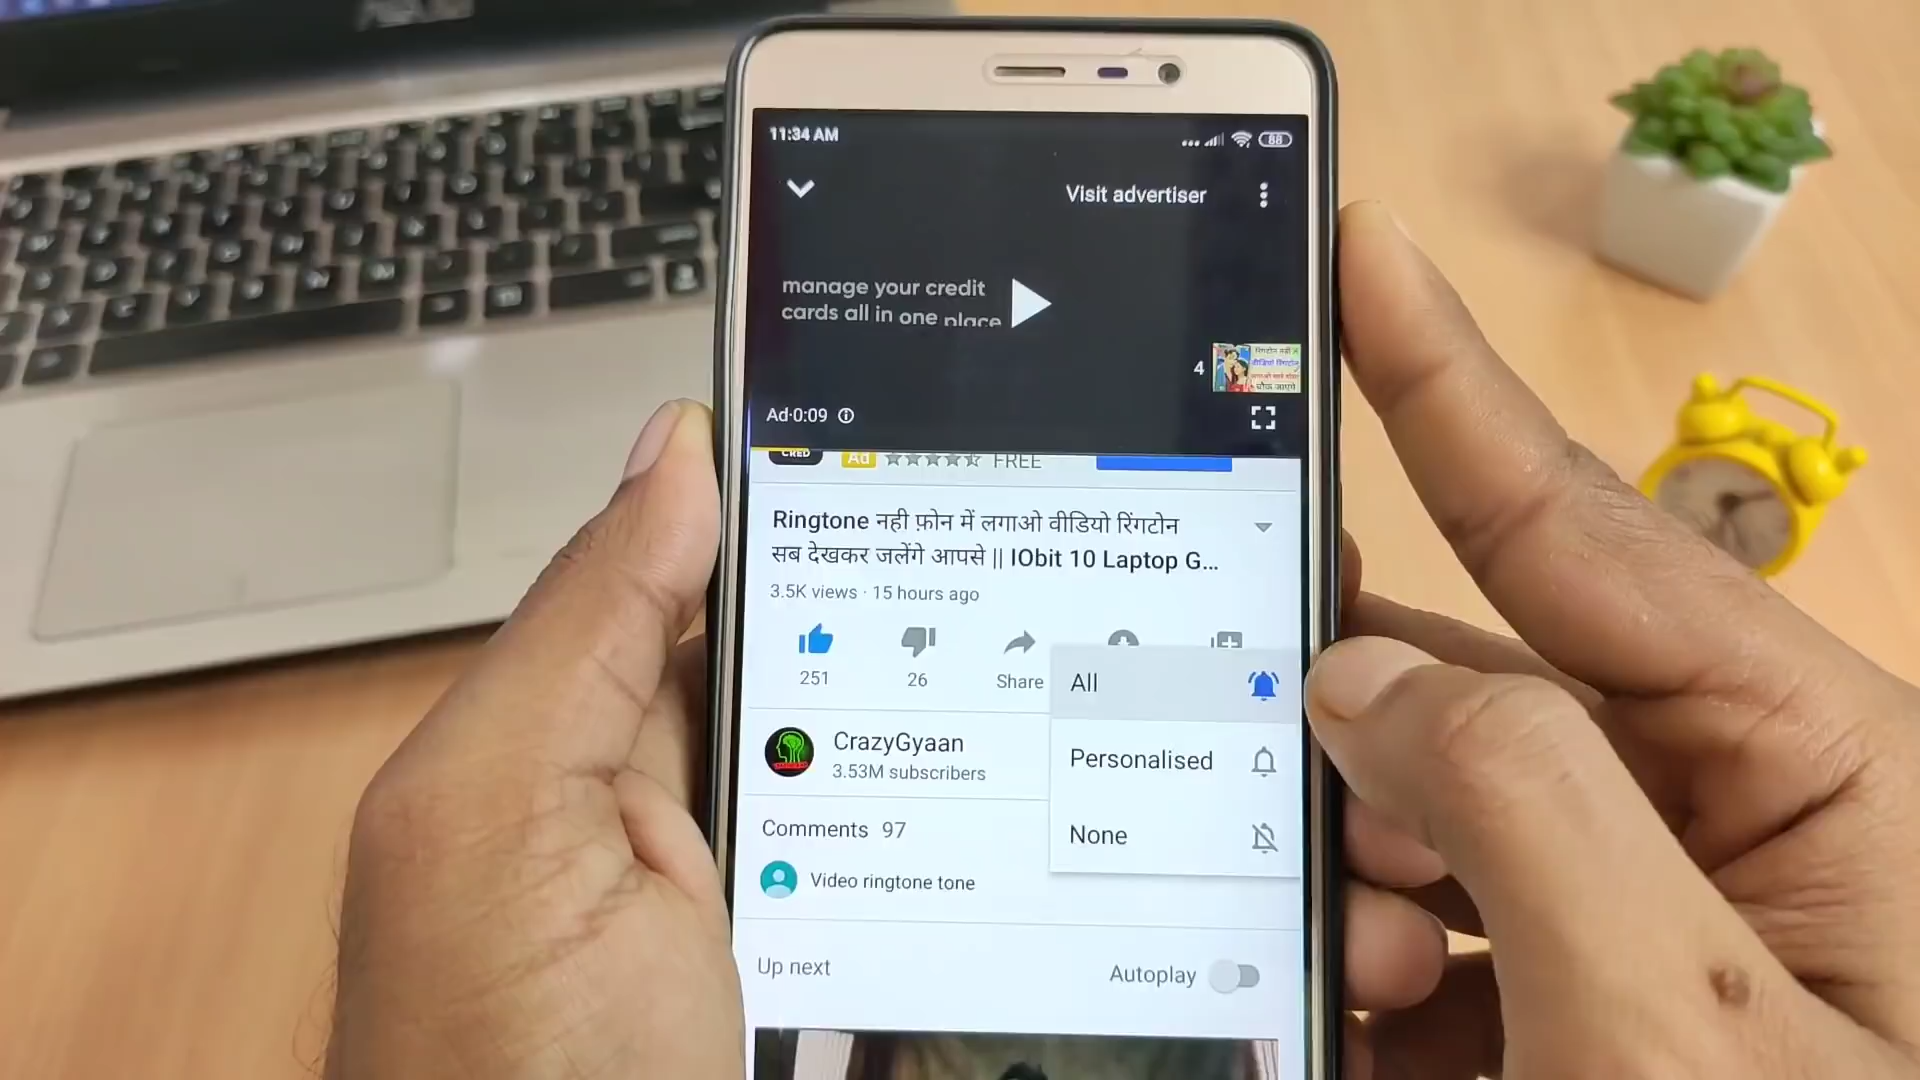 11:34 AM
88
Visit advertiser
manage your credit
cards all in one place
4
Ad·0:09
CRED Ad FREE
Ringtone नही फ़ोन में लगाओ वीडियो रिंगटोन
सब देखकर जलेंगे आपसे || IObit 10 Laptop G...
3.5K views · 15 hours ago
251
26
Share
All
CrazyGyaan
3.53M subscribers
Personalised
None
Comments 97
Video ringtone tone
Up next
Autoplay